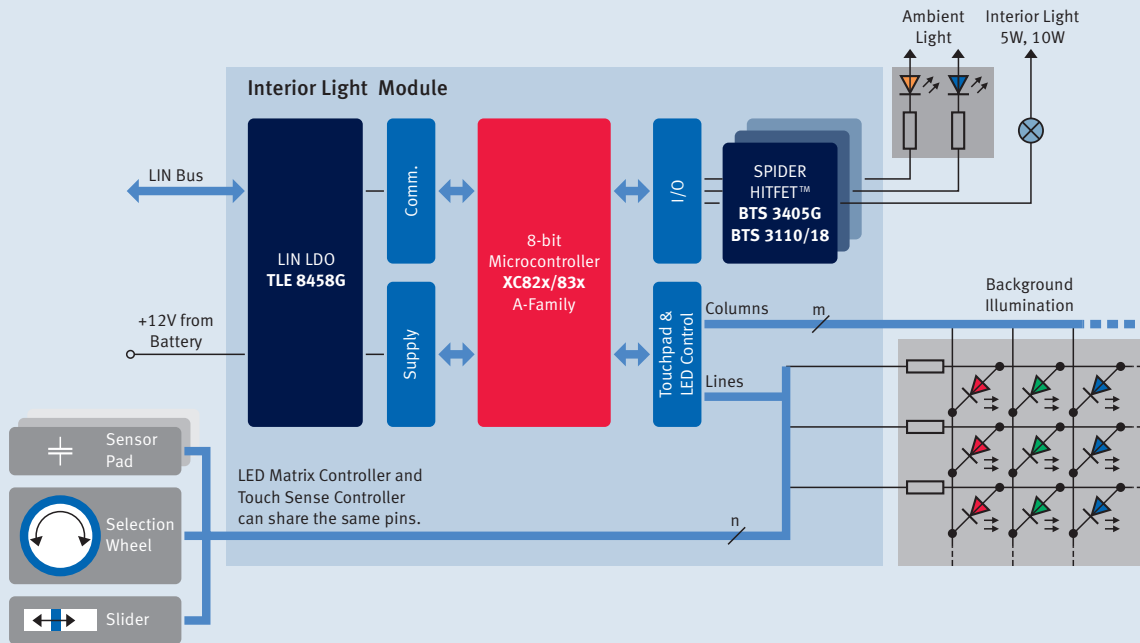 Ambient
Light
Interior Light
5W, 10W
Interior Light Module
LIN Bus
LIN LDO
TLE 8458G
Comm.
8-bit
Microcontroller
XC82x/83x
A-Family
I/O
SPIDER
HITFET™
BTS 3405G
BTS 3110/18
+12V from
Battery
Supply
Touchpad &
LED Control
Columns
m
Lines
Background
Illumination
Sensor
Pad
Selection
Wheel
Slider
LED Matrix Controller and
Touch Sense Controller
can share the same pins.
n